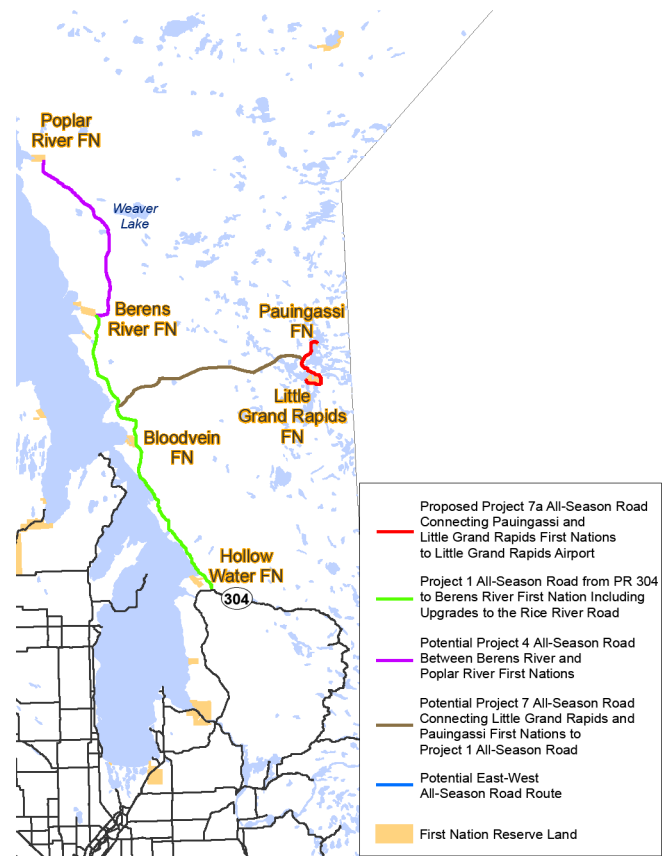 Poplar
River FN
Weaver
Lake
Berens
River FN
Pauingassi
FN
Little
Grand Rapids
FN
Bloodvein
FN
Hollow
Water FN
304
Proposed Project 7a All-Season Road
Connecting Pauingassi and
Little Grand Rapids First Nations
to Little Grand Rapids Airport
Project 1 All-Season Road from PR 304
to Berens River First Nation Including
Upgrades to the Rice River Road
Potential Project 4 All-Season Road
Between Berens River and
Poplar River First Nations
Potential Project 7 All-Season Road
Connecting Little Grand Rapids and
Pauingassi First Nations to
Project 1 All-Season Road
Potential East-West
All-Season Road Route
First Nation Reserve Land